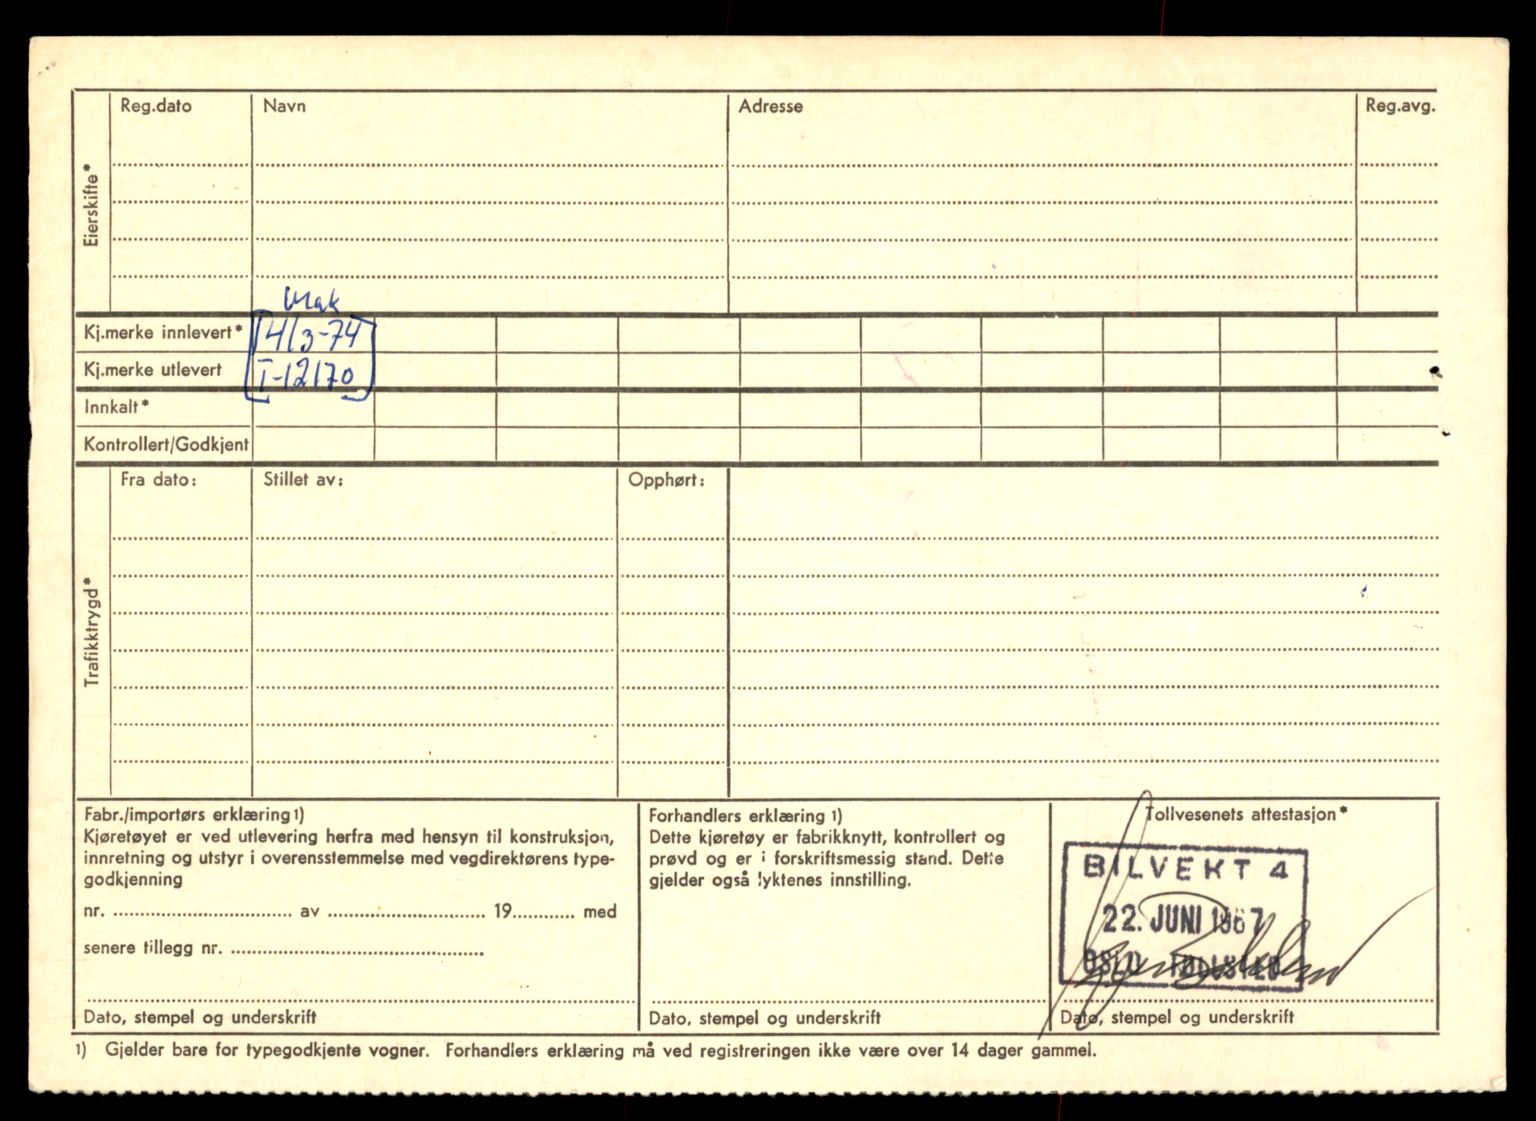 Reg.dato Navn Adresse Reg.avg.
Eierskifte*
Vrak
Kj.merke innlevert* 4/3-74
Kj.merke utlevert I-12170
Innkalt*
Kontrollert/Godkjent
Fra dato: Stillet av: Opphørt:
Trafikktrygd*
Fabr./importørs erklæring 1)
Kjøretøyet er ved utlevering herfra med hensyn til konstruksjon,
innretning og utstyr i overensstemmelse med vegdirektørens type-
godkjenning
nr. ................................ av ............................ 19........... med
senere tillegg nr. .............................................
Dato, stempel og underskrift
Forhandlers erklæring 1)
Dette kjøretøy er fabrikknytt, kontrollert og
prøvd og er i forskriftsmessig stand. Dette
gjelder også lyktenes innstilling.
Dato, stempel og underskrift
Tollvesenets attestasjon*
BILVEKT 4
22. JUNI 1967
OSLO TOLLSTED
Dato, stempel og underskrift
1) Gjelder bare for typegodkjente vogner. Forhandlers erklæring må ved registreringen ikke være over 14 dager gammel.